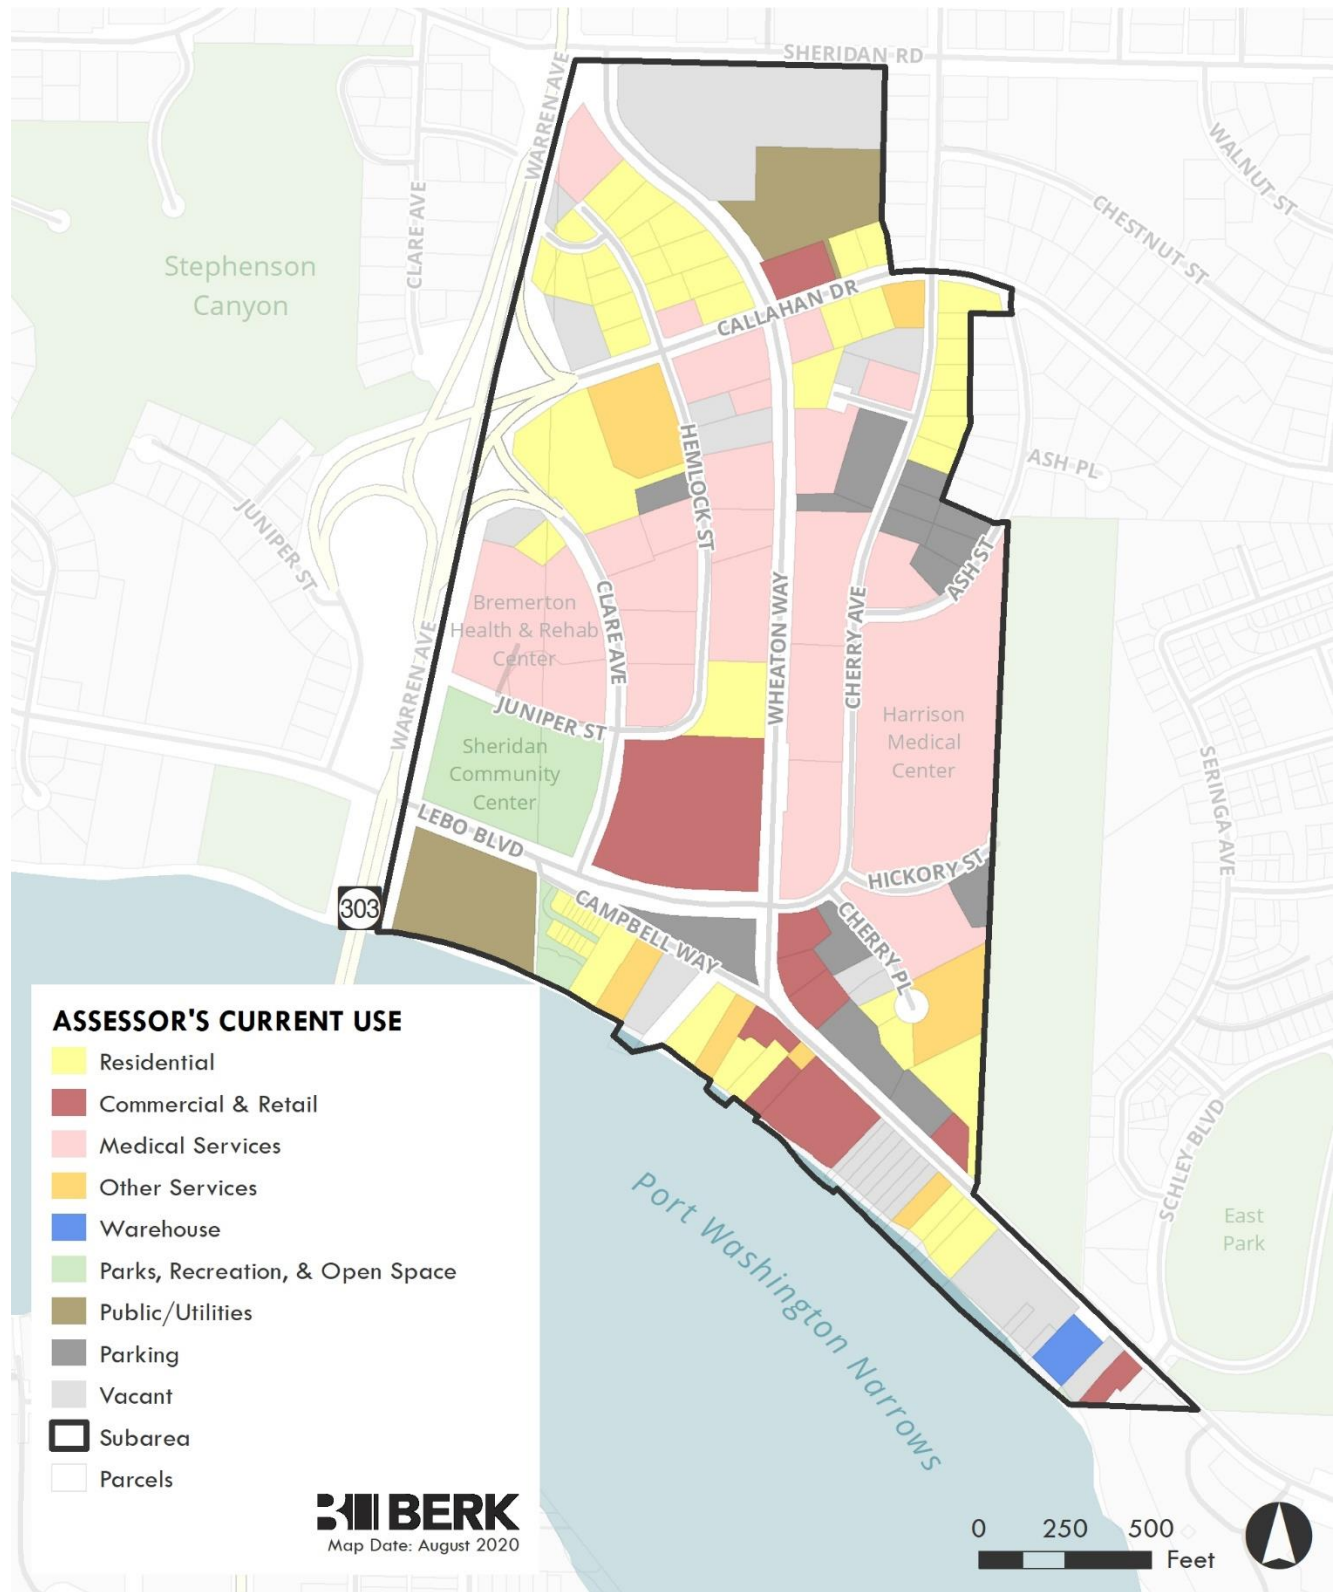 SHERIDAN RD
WARREN AVE
WALNUT ST
CLARE AVE
CHESTNUT ST
Stephenson
Canyon
CALLAHAN DR
HEMLOCK ST
ASH PL
JUNIPER ST
ASH ST
WHEATON WAY
CLARE AVE
CHERRY AVE
Bremerton
Health & Rehab
Center
WARREN AVE
JUNIPER ST
Harrison
Medical
Center
Sheridan
Community
Center
SERINGA AVE
LEBO BLVD
HICKORY ST
303
CAMPBELL WAY
CHERRY PL
SCHLEY BLVD
East
Park
Port Washington Narrows
ASSESSOR'S CURRENT USE
Residential
Commercial & Retail
Medical Services
Other Services
Warehouse
Parks, Recreation, & Open Space
Public/Utilities
Parking
Vacant
Subarea
Parcels
BERK
Map Date: August 2020
0 250 500
Feet